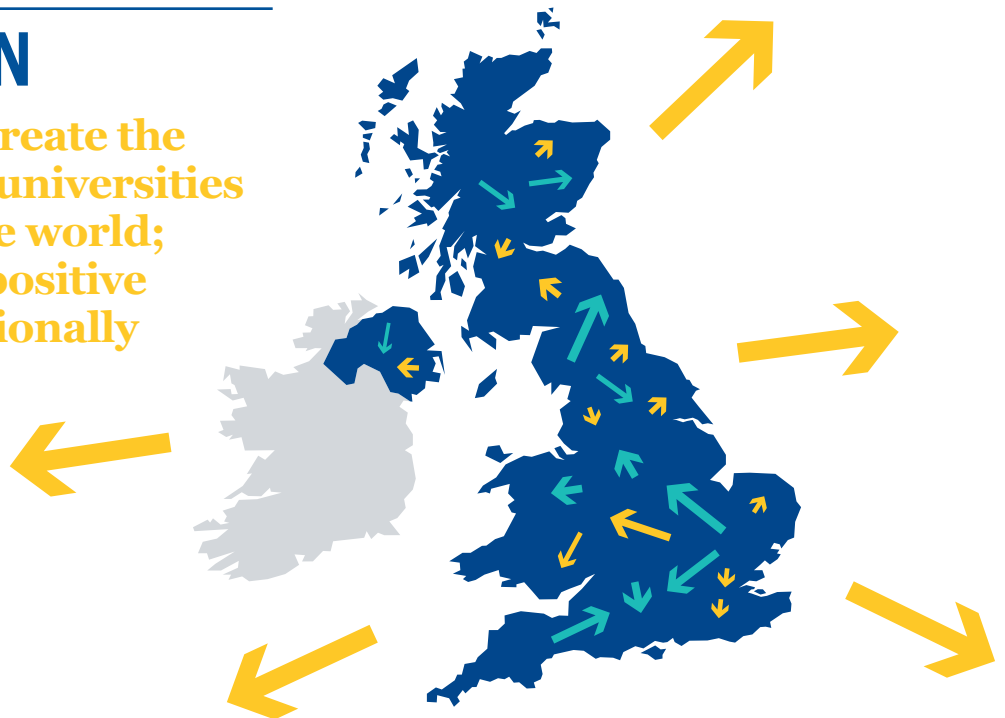 N
reate the
universities
e world;
positive
ionally